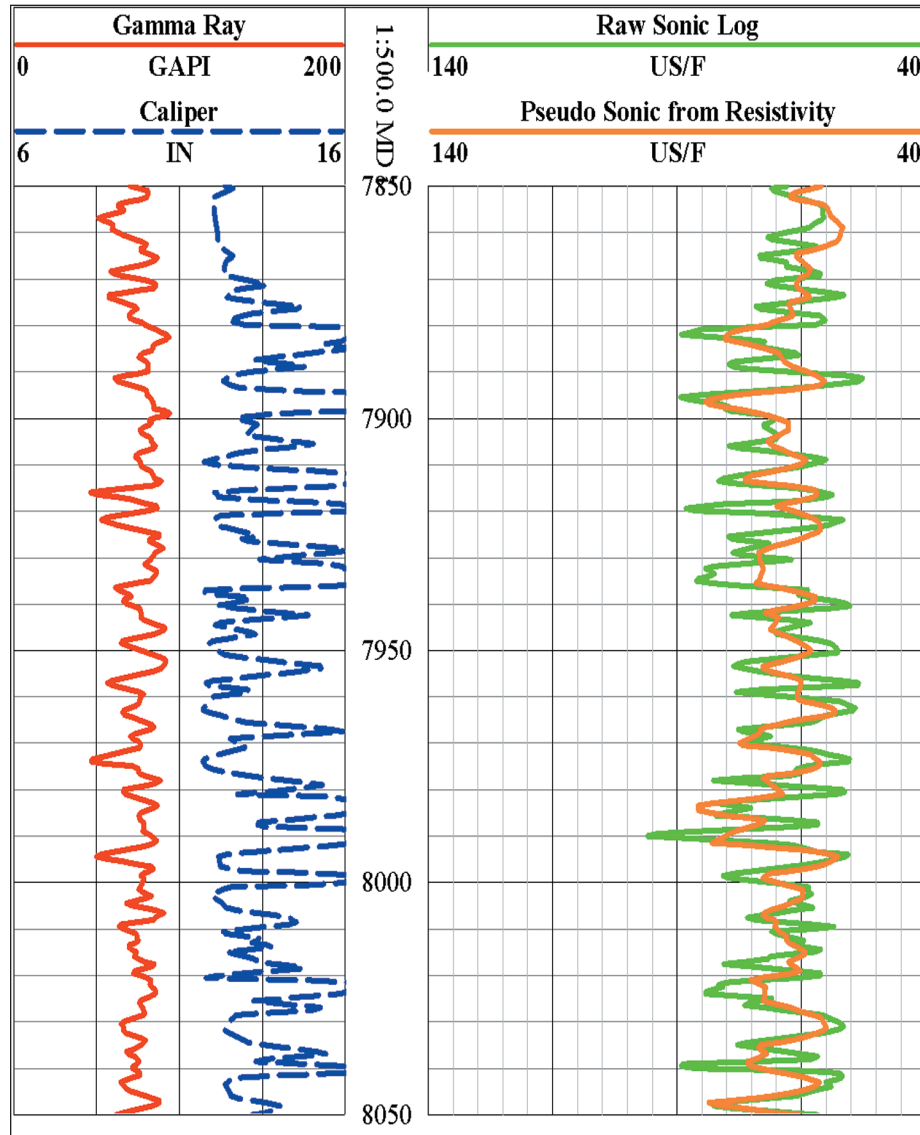 Gamma Ray
0 GAPI 200
Caliper
6 IN 16
1:500.0 MD
Raw Sonic Log
140 US/F 40
Pseudo Sonic from Resistivity
140 US/F 40
7850
7900
7950
8000
8050